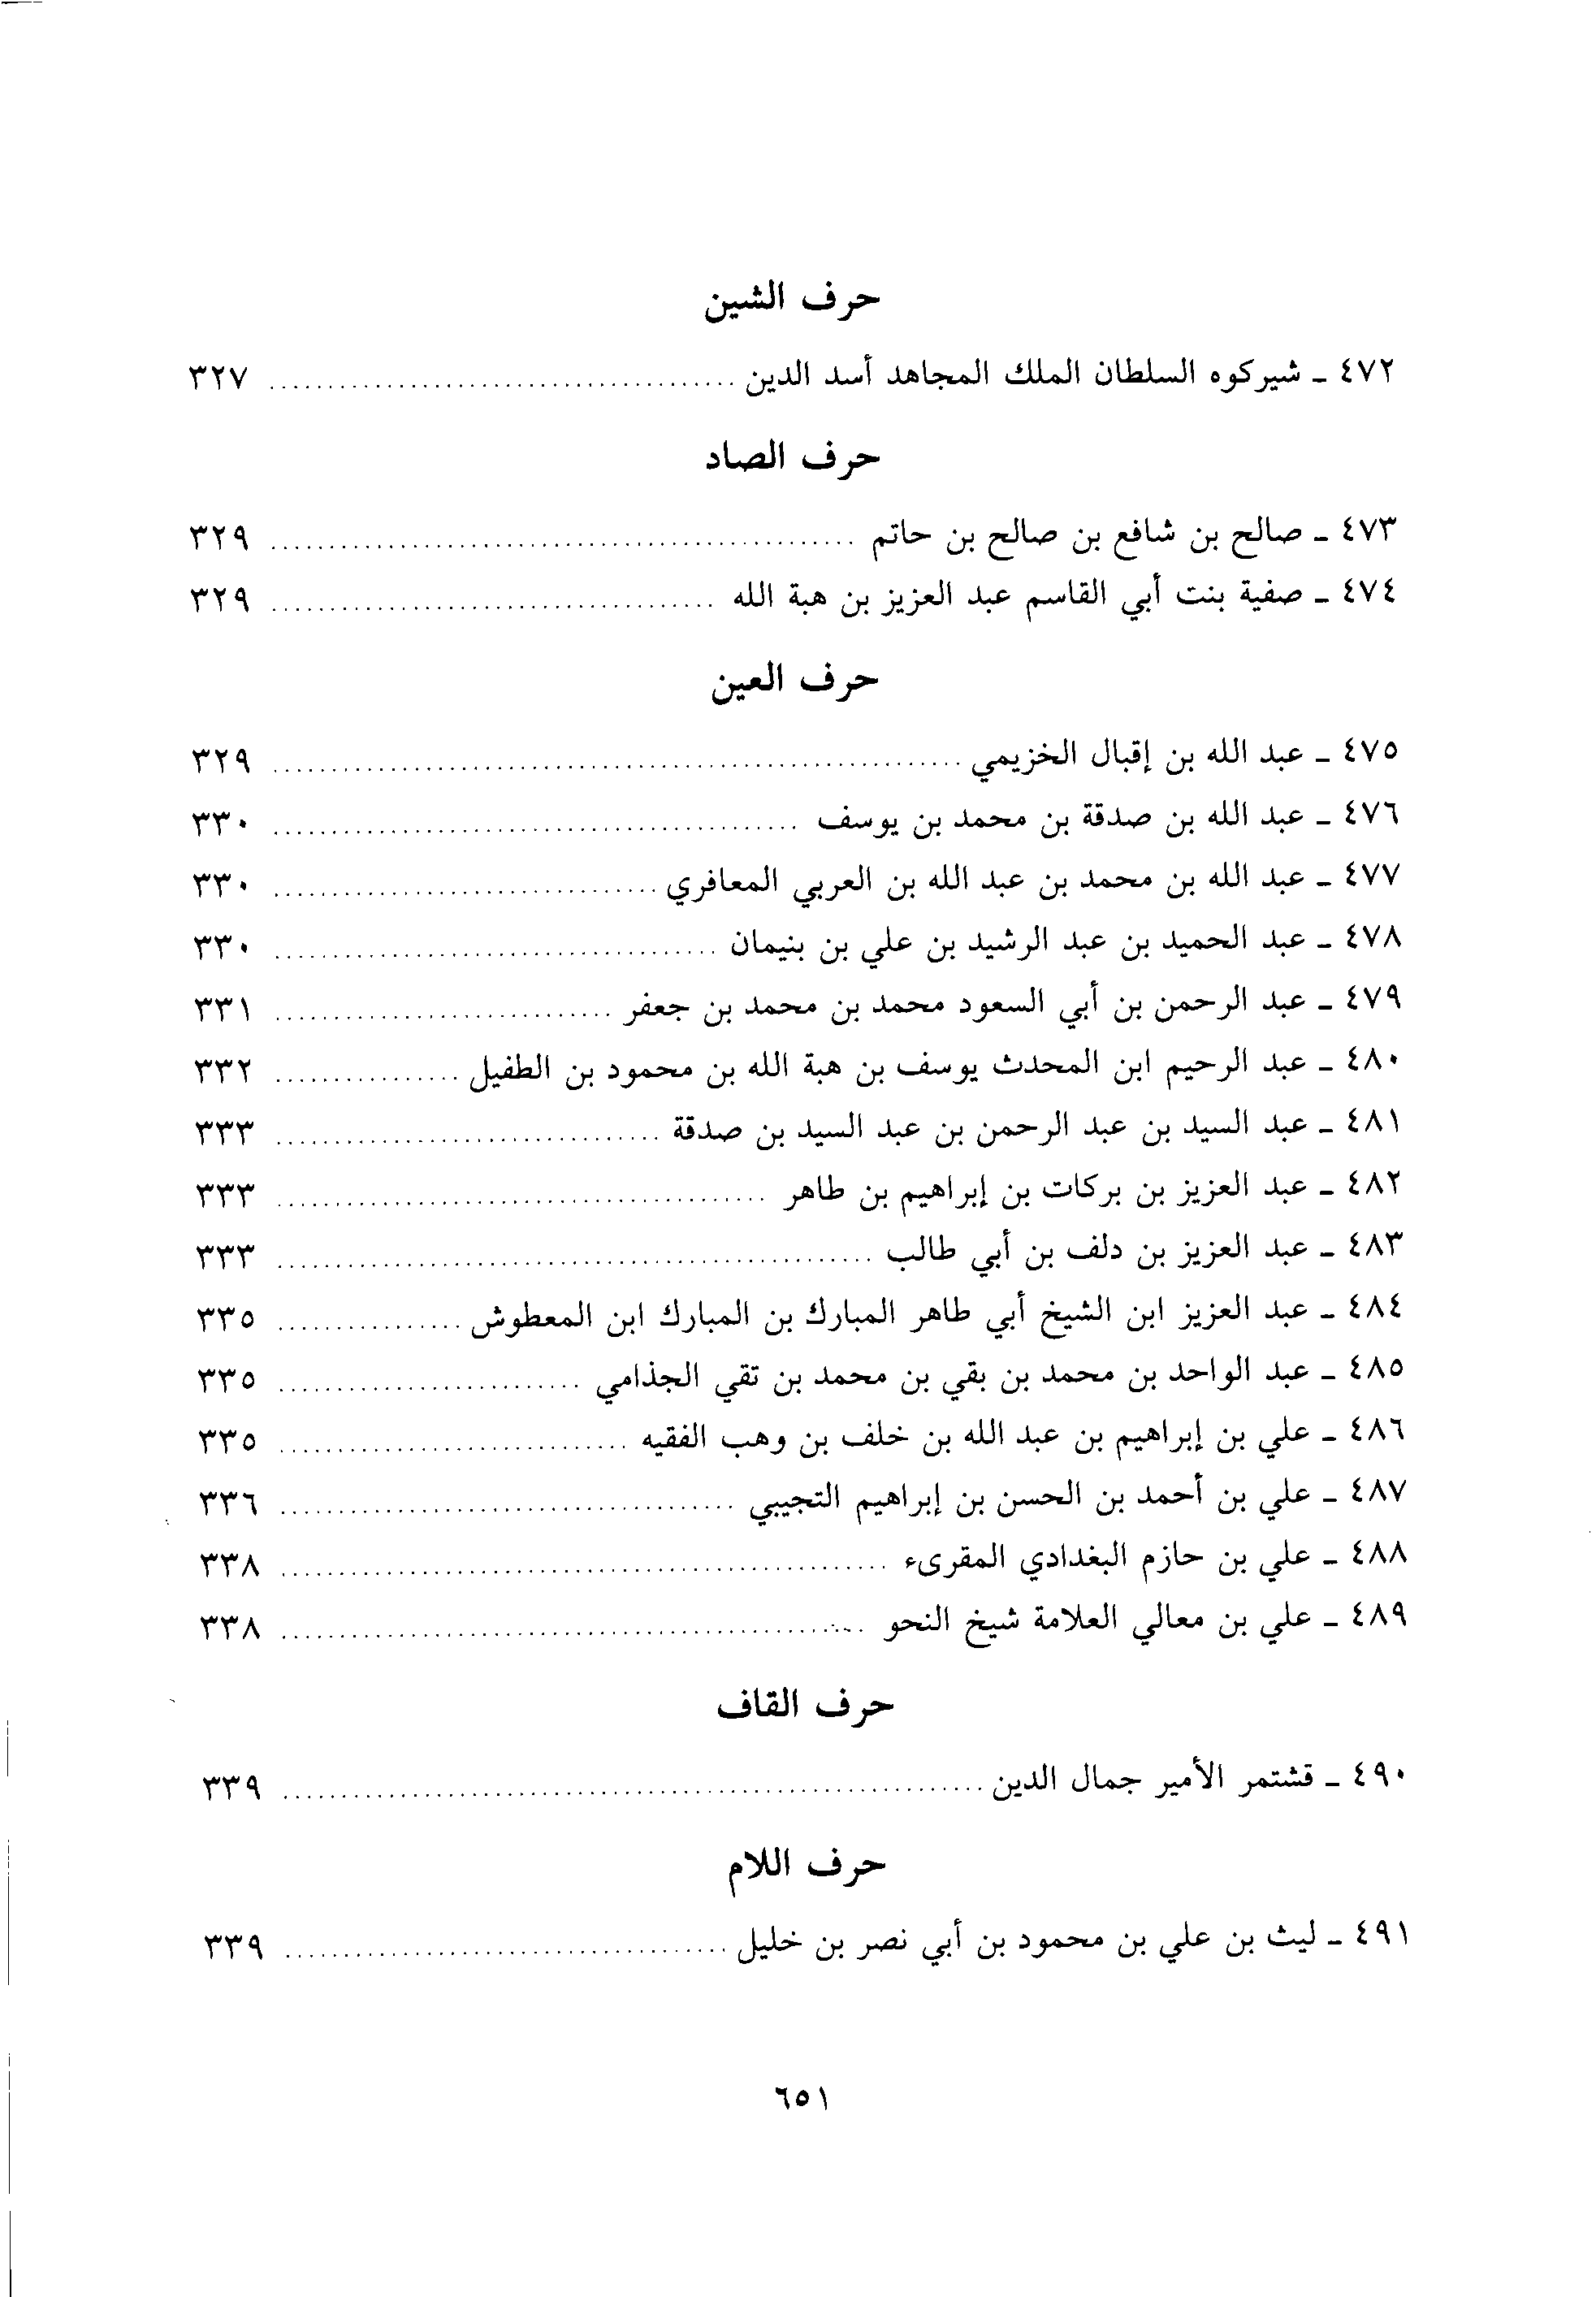 حرف الشين
٤٧٢ - شيركوه السلطان الملك المجاهد أسد الدين ........ ٣٢٧
حرف الصاد
٤٧٣ - صالح بن شافع بن صالح بن حاتم ........ ٣٢٩
٤٧٤ - صفية بنت أبي القاسم عبد العزيز بن هبة الله ........ ٣٢٩
حرف العين
٤٧٥ - عبد الله بن إقبال الخزيمي ........ ٣٢٩
٤٧٦ - عبد الله بن صدقة بن محمد بن يوسف ........ ٣٣٠
٤٧٧ - عبد الله بن محمد بن عبد الله بن العربي المعافري ........ ٣٣٠
٤٧٨ - عبد الحميد بن عبد الرشيد بن علي بن بنيمان ........ ٣٣٠
٤٧٩ - عبد الرحمن بن أبي السعود محمد بن محمد بن جعفر ........ ٣٣١
٤٨٠ - عبد الرحيم ابن المحدث يوسف بن هبة الله بن محمود بن الطفيل ........ ٣٣٢
٤٨١ - عبد السيد بن عبد الرحمن بن عبد السيد بن صدقة ........ ٣٣٣
٤٨٢ - عبد العزيز بن بركات بن إبراهيم بن طاهر ........ ٣٣٣
٤٨٣ - عبد العزيز بن دلف بن أبي طالب ........ ٣٣٣
٤٨٤ - عبد العزيز ابن الشيخ أبي طاهر المبارك بن المبارك ابن المعطوش ........ ٣٣٥
٤٨٥ - عبد الواحد بن محمد بن بقي بن محمد بن تقي الجذامي ........ ٣٣٥
٤٨٦ - علي بن إبراهيم بن عبد الله بن خلف بن وهب الفقيه ........ ٣٣٥
٤٨٧ - علي بن أحمد بن الحسن بن إبراهيم التجيبي ........ ٣٣٦
٤٨٨ - علي بن حازم البغدادي المقرىء ........ ٣٣٨
٤٨٩ - علي بن معالي العلامة شيخ النحو ........ ٣٣٨
حرف القاف
٤٩٠ - قشتمر الأمير جمال الدين ........ ٣٣٩
حرف اللام
٤٩١ - ليث بن علي بن محمود بن أبي نصر بن خليل ........ ٣٣٩
٦٥١